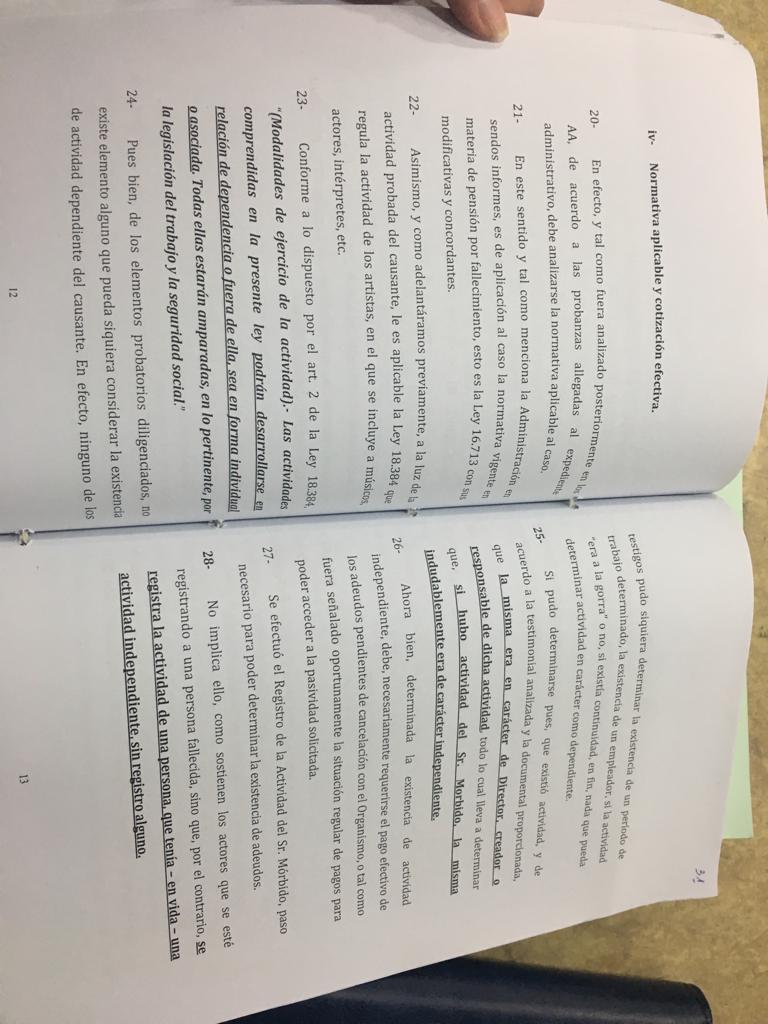 iv- Normativa aplicable y cotización efectiva.
20- En efecto, y tal como fuera analizado posteriormente en los
AA, de acuerdo a las probanzas allegadas al expediente
administrativo, debe analizarse la normativa aplicable al caso.
21- En este sentido y tal como menciona la Administración en
sendos informes, es de aplicación al caso la normativa vigente en
materia de pensión por fallecimiento, esto es la Ley 16.713 con sus
modificativas y concordantes.
22- Asimismo, y como adelantáramos previamente, a la luz de la
actividad probada del causante, le es aplicable la Ley 18.384 que
regula la actividad de los artistas, en el que se incluye a músicos,
actores, intérpretes, etc.
23- Conforme a lo dispuesto por el art. 2 de la Ley 18.384,
“(Modalidades de ejercicio de la actividad).- Las actividades
comprendidas en la presente ley podrán desarrollarse en
relación de dependencia o fuera de ella, sea en forma individual
o asociada. Todas ellas estarán amparadas, en lo pertinente, por
la legislación del trabajo y la seguridad social.”
24- Pues bien, de los elementos probatorios diligenciados, no
existe elemento alguno que pueda siquiera considerar la existencia
de actividad dependiente del causante. En efecto, ninguno de los
12
31
testigos pudo siquiera determinar la existencia de un período de
trabajo determinado, la existencia de un empleador, si la actividad
“era a la gorra” o no, si existía continuidad, en fin, nada que pueda
determinar actividad en carácter como dependiente.
25- Si pudo determinarse pues, que existió actividad, y de
acuerdo a la testimonial analizada y la documental proporcionada,
que la misma era en carácter de Director, creador o
responsable de dicha actividad, todo lo cual lleva a determinar
que, si hubo actividad del Sr. Morbido, la misma
indudablemente era de carácter independiente.
26- Ahora bien, determinada la existencia de actividad
independiente, debe, necesariamente requerirse el pago efectivo de
los adeudos pendientes de cancelación con el Organismo, o tal como
fuera señalado oportunamente la situación regular de pagos para
poder acceder a la pasividad solicitada.
27- Se efectuó el Registro de la Actividad del Sr. Mórbido, paso
necesario para poder determinar la existencia de adeudos.
28- No implica ello, como sostienen los actores que se esté
registrando a una persona fallecida, sino que, por el contrario, se
registra la actividad de una persona, que tenía – en vida – una
actividad independiente, sin registro alguno.
13